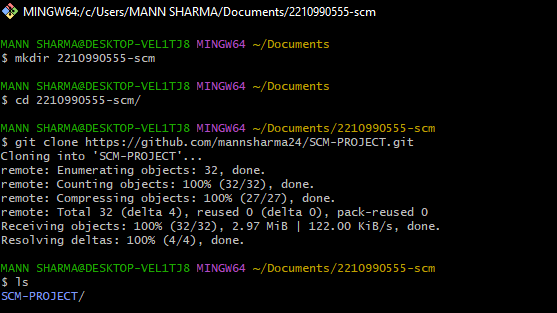 MINGW64:/c/Users/MANN SHARMA/Documents/2210990555-scm
MANN SHARMA@DESKTOP-VEL1TJ8 MINGW64 ~/Documents
$ mkdir 2210990555-scm
MANN SHARMA@DESKTOP-VEL1TJ8 MINGW64 ~/Documents
$ cd 2210990555-scm/
MANN SHARMA@DESKTOP-VEL1TJ8 MINGW64 ~/Documents/2210990555-scm
$ git clone https://github.com/mannsharma24/SCM-PROJECT.git
Cloning into 'SCM-PROJECT'...
remote: Enumerating objects: 32, done.
remote: Counting objects: 100% (32/32), done.
remote: Compressing objects: 100% (27/27), done.
remote: Total 32 (delta 4), reused 0 (delta 0), pack-reused 0
Receiving objects: 100% (32/32), 2.97 MiB | 122.00 KiB/s, done.
Resolving deltas: 100% (4/4), done.
MANN SHARMA@DESKTOP-VEL1TJ8 MINGW64 ~/Documents/2210990555-scm
$ ls
SCM-PROJECT/